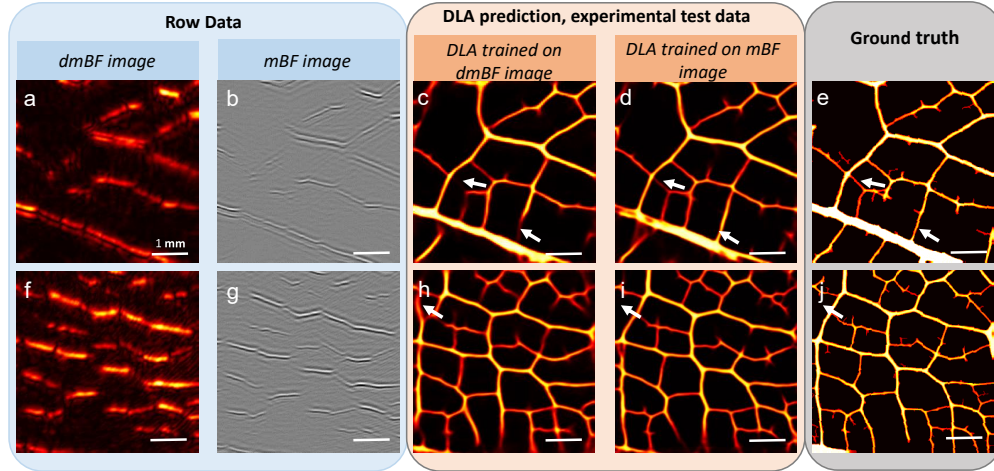 Row Data
DLA prediction, experimental test data
Ground truth
dmBF image
mBF image
DLA trained on
dmBF image
DLA trained on mBF
image
a
b
c
d
e
1 mm
f
g
h
i
j